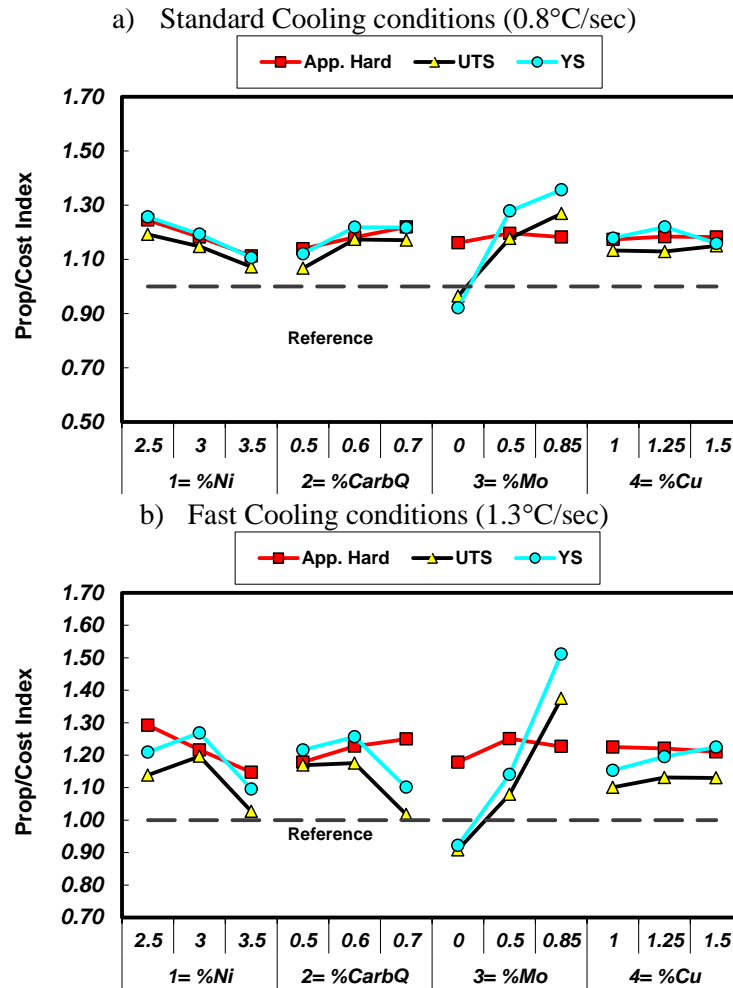 a) Standard Cooling conditions (0.8°C/sec)
App. Hard UTS YS
1.70
1.50
1.30
1.10
0.90
0.70
0.50
Prop/Cost Index
Reference
2.5 3 3.5 0.5 0.6 0.7 0 0.5 0.85 1 1.25 1.5
1= %Ni 2= %CarbQ 3= %Mo 4= %Cu
b) Fast Cooling conditions (1.3°C/sec)
App. Hard UTS YS
1.70
1.60
1.50
1.40
1.30
1.20
1.10
1.00
0.90
0.80
0.70
Prop/Cost Index
Reference
2.5 3 3.5 0.5 0.6 0.7 0 0.5 0.85 1 1.25 1.5
1= %Ni 2= %CarbQ 3= %Mo 4= %Cu